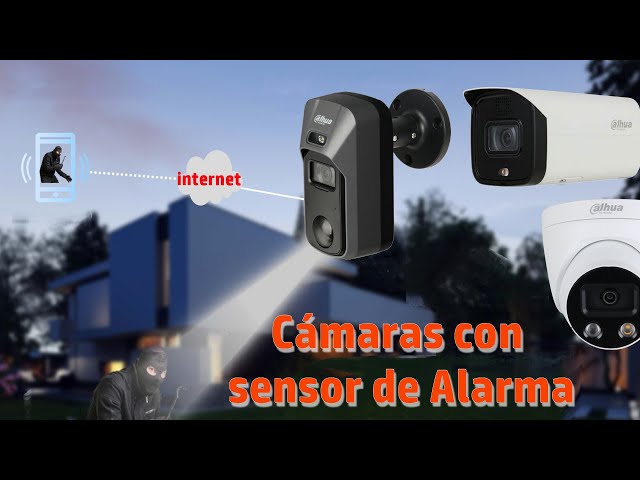 alhua
alhua
internet
alhua
Cámaras con
sensor de Alarma